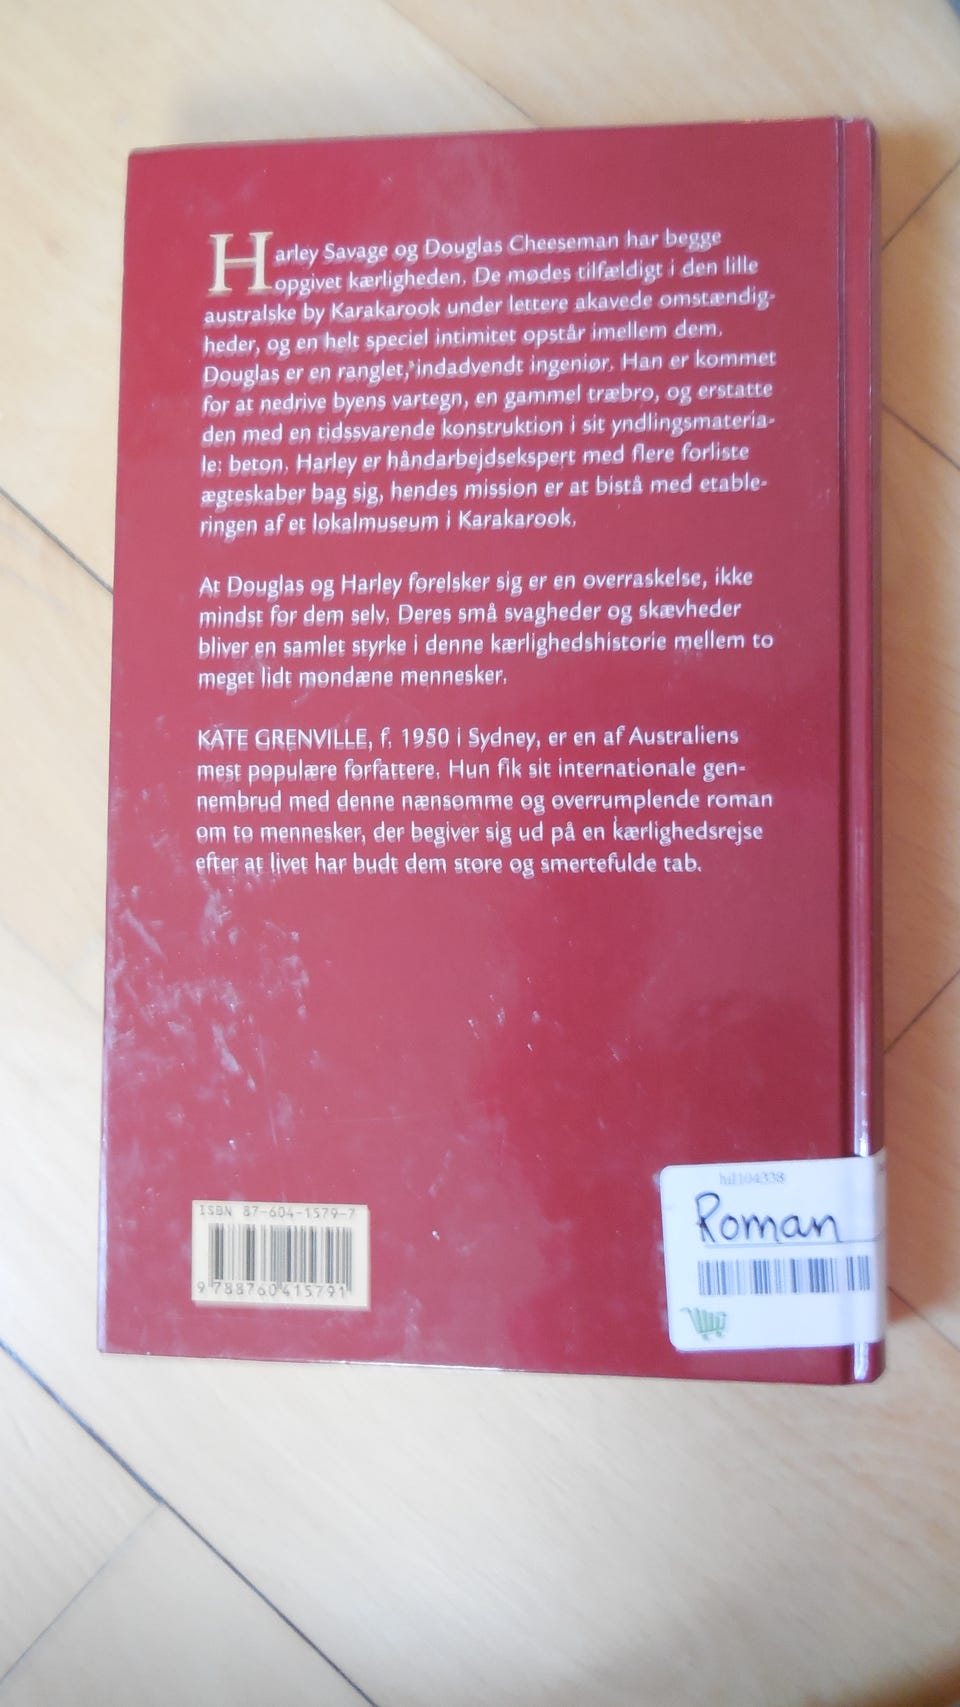 Harley Savage og Douglas Cheeseman har begge
opgivet kærligheden. De mødes tilfældigt i den lille
australske by Karakarook under lettere akavede omstændig-
heder, og en helt speciel intimitet opstår imellem dem.
Douglas er en ranglet, indadvendt ingeniør. Han er kommet
for at nedrive byens vartegn, en gammel træbro, og erstatte
den med en tidssvarende konstruktion i sit yndlingsmateria-
le: beton. Harley er håndarbejdsekspert med flere forliste
ægteskaber bag sig, hendes mission er at bistå med etable-
ringen af et lokalmuseum i Karakarook.
At Douglas og Harley forelsker sig er en overraskelse, ikke
mindst for dem selv. Deres små svagheder og skævheder
bliver en samlet styrke i denne kærlighedshistorie mellem to
meget lidt mondæne mennesker.
KATE GRENVILLE, f. 1950 i Sydney, er en af Australiens
mest populære forfattere. Hun fik sit internationale gen-
nembrud med denne nænsomme og overrumplende roman
om to mennesker, der begiver sig ud på en kærlighedsrejse
efter at livet har budt dem store og smertefulde tab.
ISBN 87-604-1579-7
9 788760 415791
hil104338
Roman